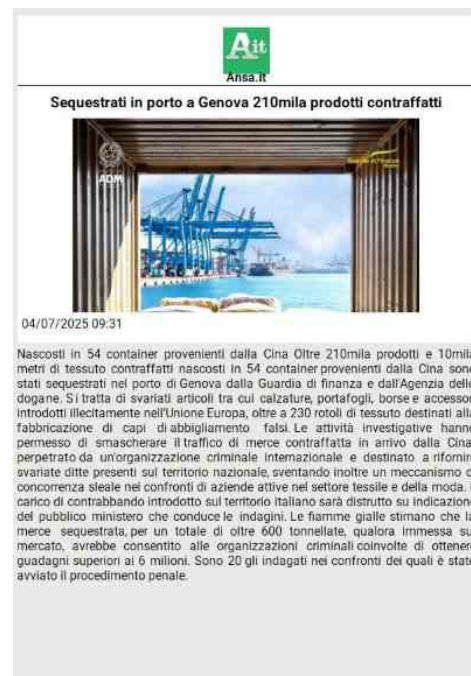 Ait
Ansa.it
Sequestrati in porto a Genova 210mila prodotti contraffatti
ADM
04/07/2025 09:31
Nascosti in 54 container provenienti dalla Cina Oltre 210mila prodotti e 10mila
metri di tessuto contraffatti nascosti in 54 container provenienti dalla Cina sono
stati sequestrati nel porto di Genova dalla Guardia di finanza e dall'Agenzia delle
dogane. Si tratta di svariati articoli tra cui calzature, portafogli, borse e accessor
introdotti illecitamente nell'Unione Europa, oltre a 230 rotoli di tessuto destinati alla
fabbricazione di capi di abbigliamento falsi. Le attività investigative hanno
permesso di smascherare il traffico di merce contraffatta in arrivo dalla Cina,
perpetrato da un'organizzazione criminale internazionale e destinato a rifornire
svariate ditte presenti sul territorio nazionale, sventando inoltre un meccanismo d
concorrenza sleale nei confronti di aziende attive nel settore tessile e della moda.
carico di contrabbando introdotto sul territorio italiano sarà distrutto su indicazione
del pubblico ministero che conduce le indagini. Le fiamme gialle stimano che la
merce sequestrata, per un totale di oltre 600 tonnellate, qualora immessa su
mercato, avrebbe consentito alle organizzazioni criminali coinvolte di ottenere
guadagni superiori ai 6 milioni. Sono 20 gli indagati nei confronti dei quali è stato
avviato il procedimento penale.